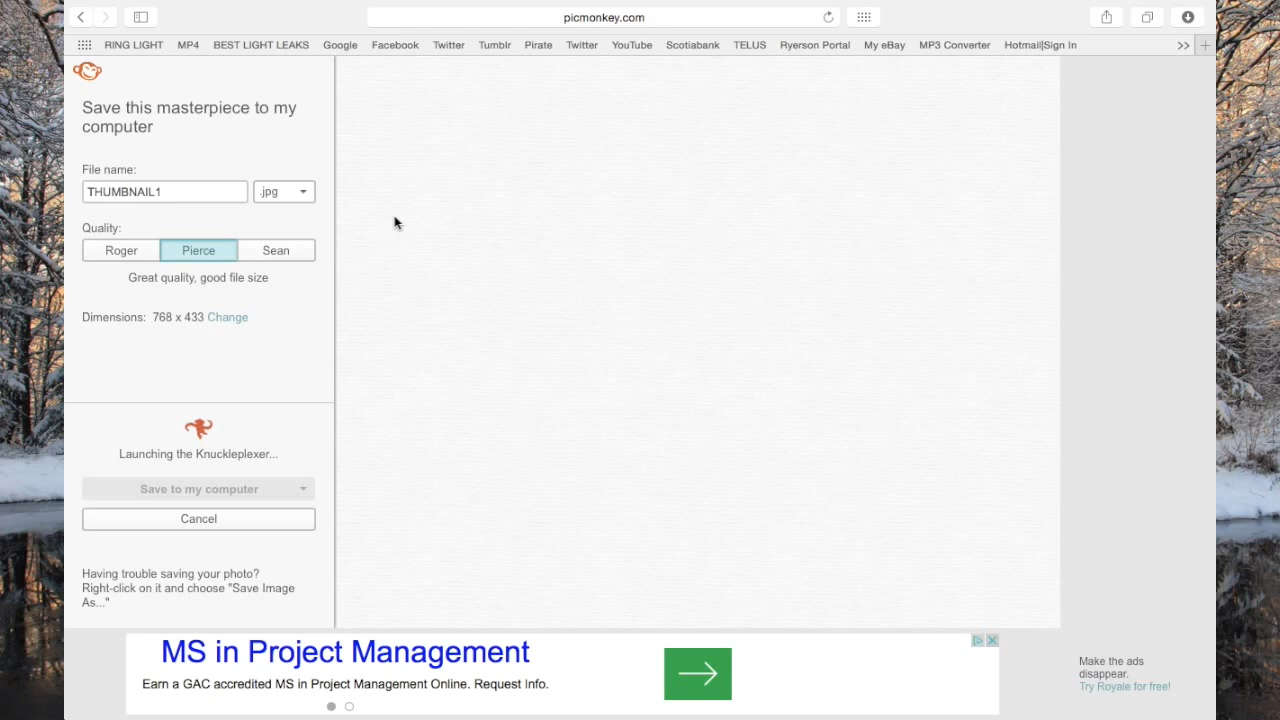 picmonkey.com
RING LIGHT MP4 BEST LIGHT LEAKS Google Facebook Twitter Tumblr Pirate Twitter YouTube Scotiabank TELUS Ryerson Portal My eBay MP3 Converter Hotmail|Sign In >>
Save this masterpiece to my
computer
File name:
THUMBNAIL1 .jpg
Quality:
Roger Pierce Sean
Great quality, good file size
Dimensions: 768 x 433 Change
Launching the Knuckleplexer...
Save to my computer
Cancel
Having trouble saving your photo?
Right-click on it and choose "Save Image
As..."
MS in Project Management
Earn a GAC accredited MS in Project Management Online. Request Info.
Make the ads
disappear.
Try Royale for free!